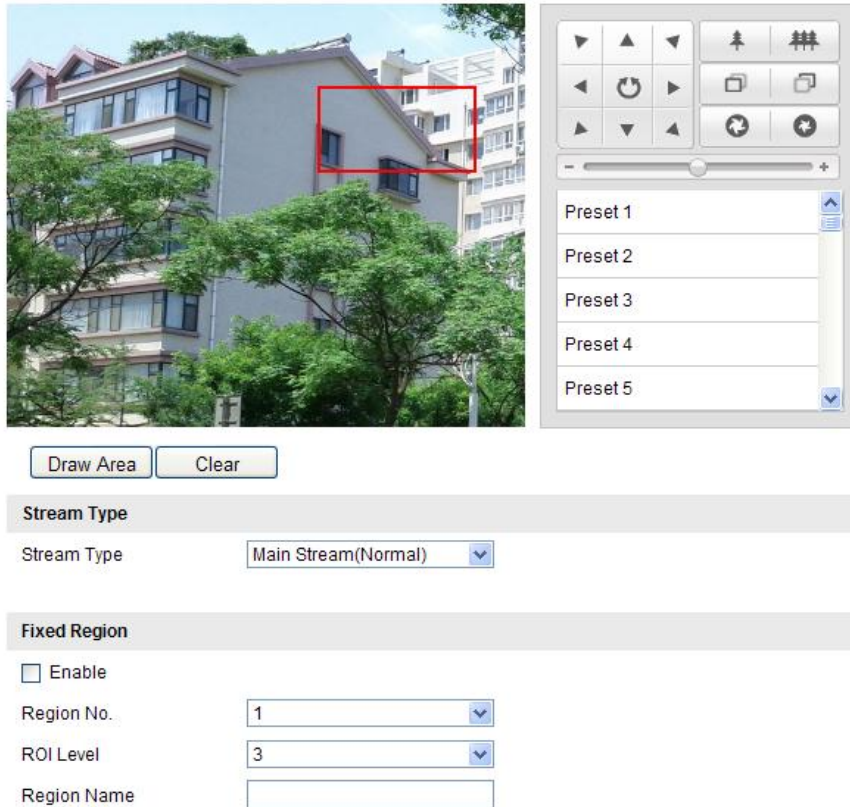 Preset 1
Preset 2
Preset 3
Preset 4
Preset 5
Draw Area Clear
Stream Type
Stream Type Main Stream(Normal)
Fixed Region
Enable
Region No. 1
ROI Level 3
Region Name